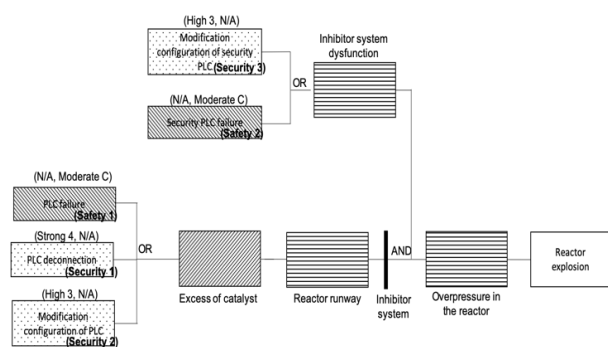 (High 3, N/A)
Modification
configuration of security
PLC (Security 3)
OR
Inhibitor system
dysfunction
(N/A, Moderate C)
Security PLC failure
(Safety 2)
(N/A, Moderate C)
PLC failure
(Safety 1)
(Strong 4, N/A)
PLC deconnection
(Security 1)
OR
(High 3, N/A)
Modification
configuration of PLC
(Security 2)
Excess of catalyst
Reactor runway
AND
Inhibitor
system
Overpressure in
the reactor
Reactor
explosion